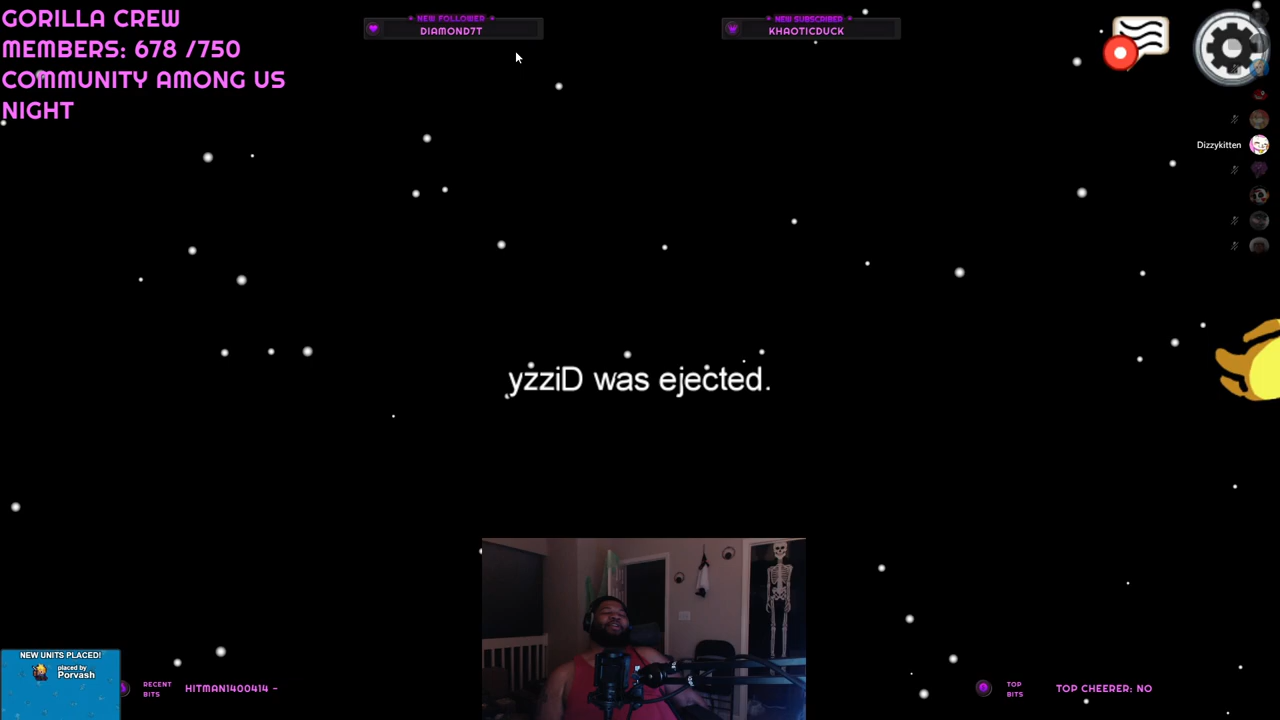 GORILLA CREW
MEMBERS: 678 /750
COMMUNITY AMONG US
NIGHT
NEW FOLLOWER
DIAMOND7T
NEW SUBSCRIBER
KHAOTICDUCK
Dizzykitten
yzziD was ejected.
NEW UNITS PLACED!
placed by
Porvash
RECENT
BITS
HITMAN1400414 -
TOP
BITS
TOP CHEERER: NO